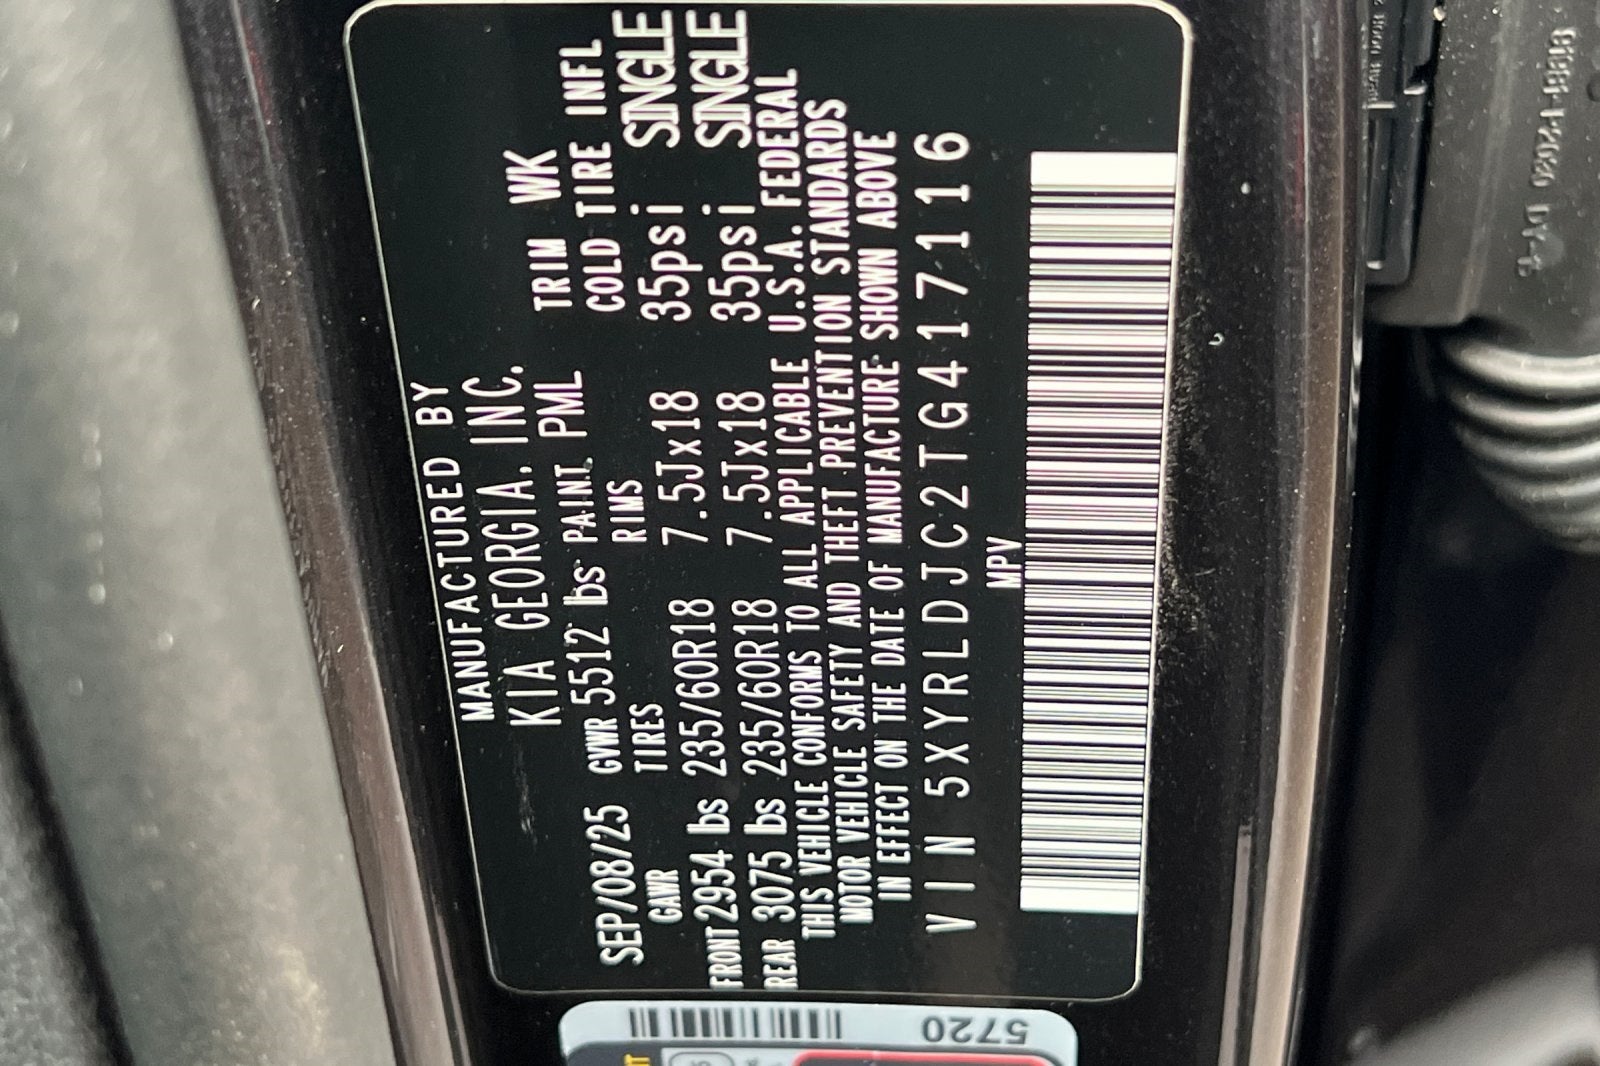 MANUFACTURED BY
KIA GEORGIA, INC.
SEP/08/25 GVWR 5512 lbs PAINT PML TRIM WK
GAWR TIRES RIMS COLD TIRE INFL
FRONT 2954 lbs 235/60R18 7.5Jx18 35psi SINGLE
REAR 3075 lbs 235/60R18 7.5Jx18 35psi SINGLE
THIS VEHICLE CONFORMS TO ALL APPLICABLE U.S.A. FEDERAL
MOTOR VEHICLE SAFETY AND THEFT PREVENTION STANDARDS
IN EFFECT ON THE DATE OF MANUFACTURE SHOWN ABOVE
VIN 5XYRLDJC2TG417116
MPV
5720